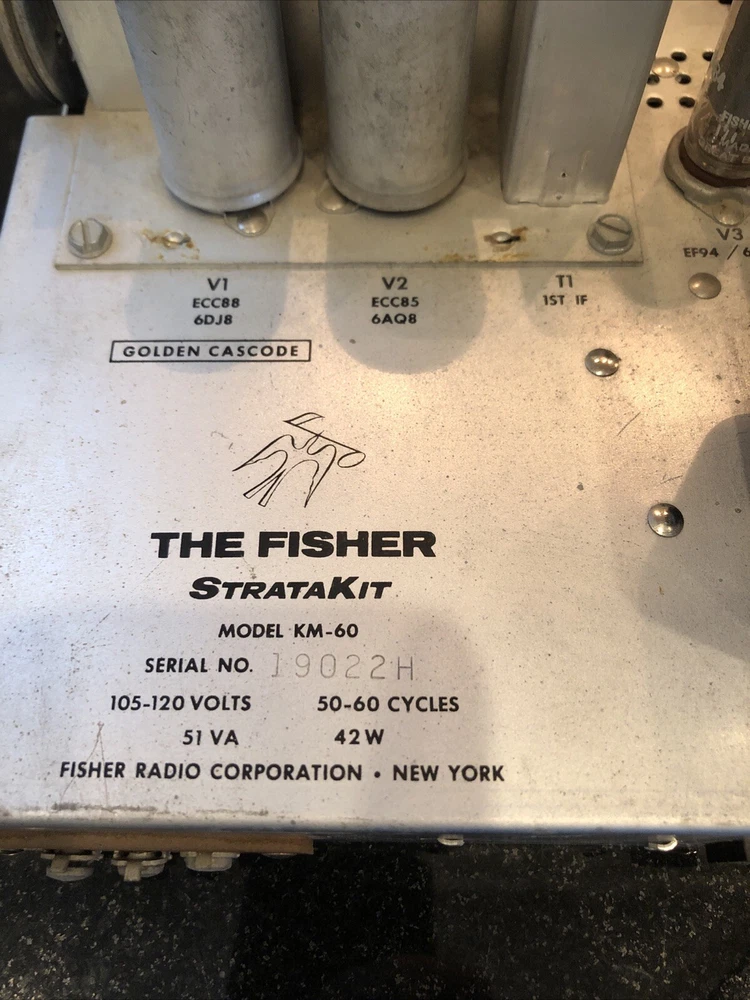 V3
EF94 / 6
V1
ECC88
6DJ8
V2
ECC85
6AQ8
T1
1ST IF
GOLDEN CASCODE
THE FISHER
STRATAKIT
MODEL KM-60
SERIAL NO. 19022H
105-120 VOLTS 50-60 CYCLES
51 VA 42 W
FISHER RADIO CORPORATION • NEW YORK